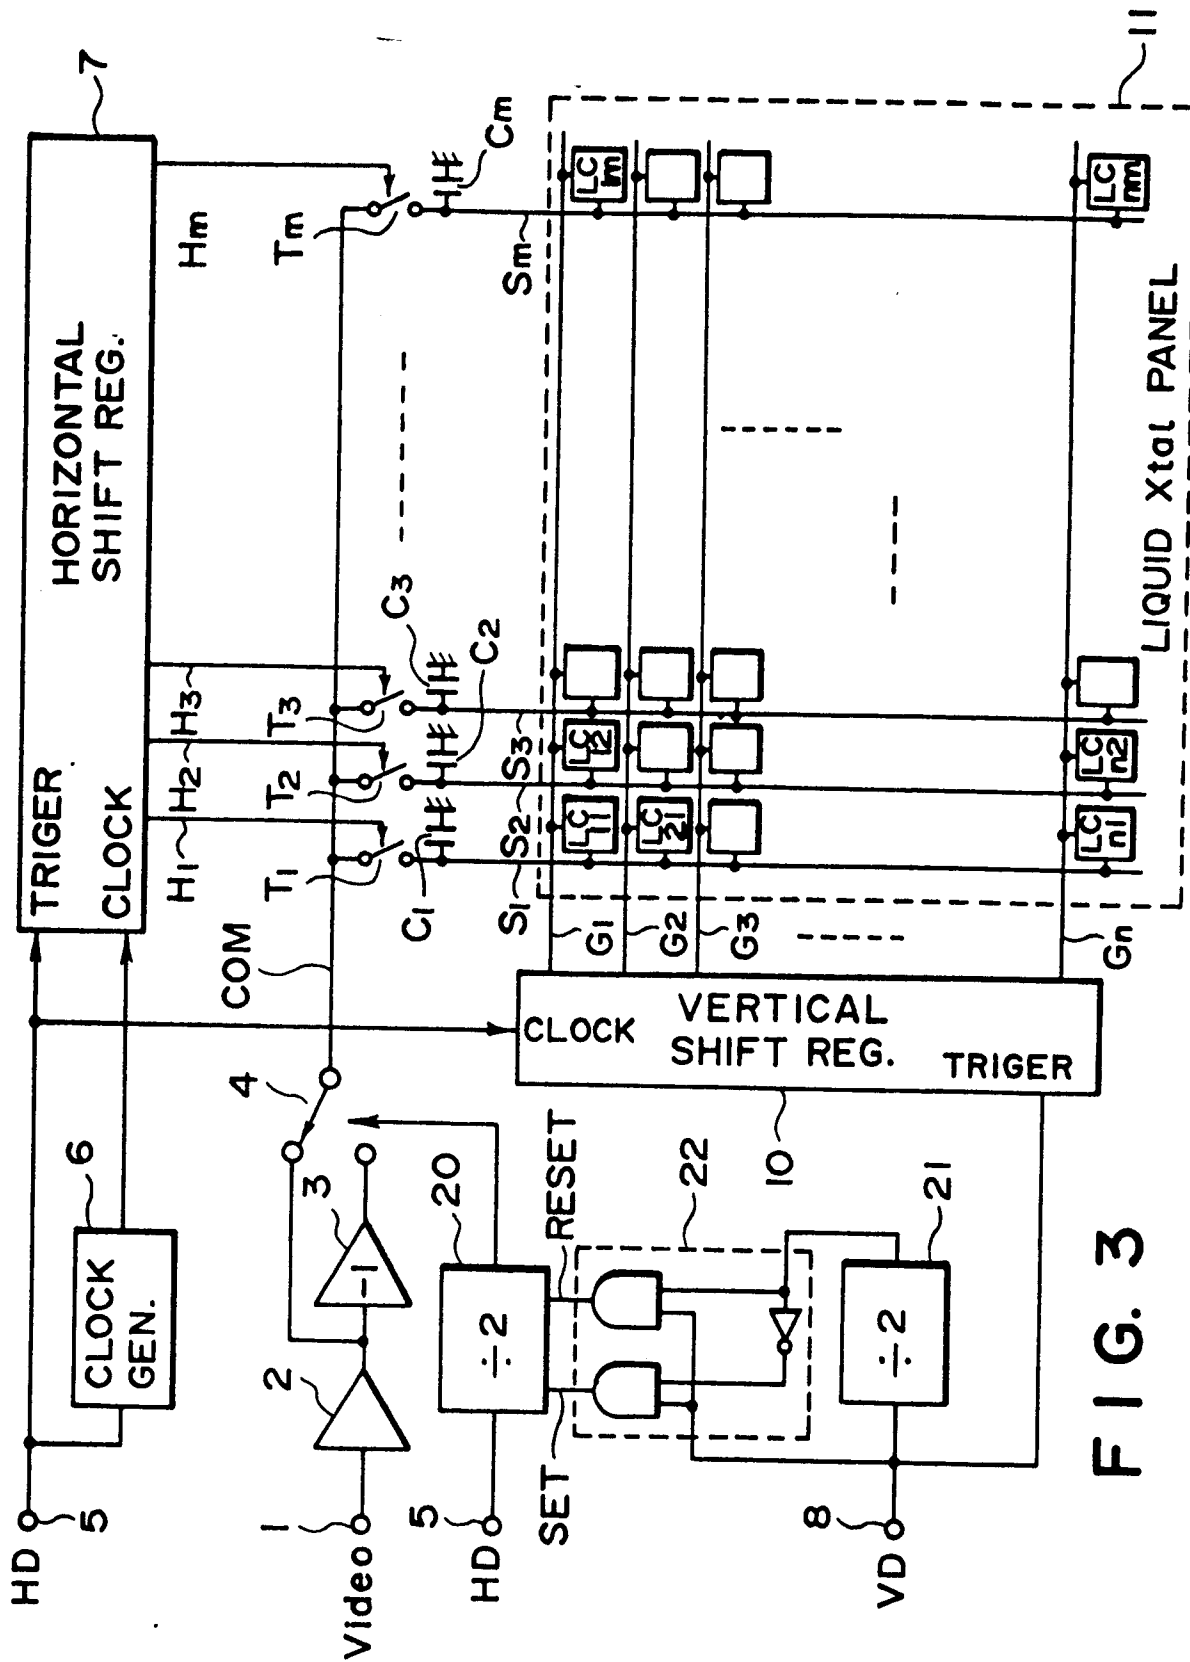 HD
5
CLOCK
GEN.
6
TRIGER
CLOCK
HORIZONTAL
SHIFT REG.
7
H1
H2
H3
Hm
COM
T1
T2
T3
Tm
Video
1
2
-1
3
4
C1
C2
C3
Cm
HD
5
÷2
20
S1
S2
S3
Sm
SET
RESET
22
CLOCK
VERTICAL
SHIFT REG.
TRIGER
10
G1
G2
G3
Gn
LC
11
LC
12
LC
1m
LC
21
LC
n1
LC
n2
LC
nm
11
LIQUID Xtal PANEL
VD
8
÷2
21
FIG. 3